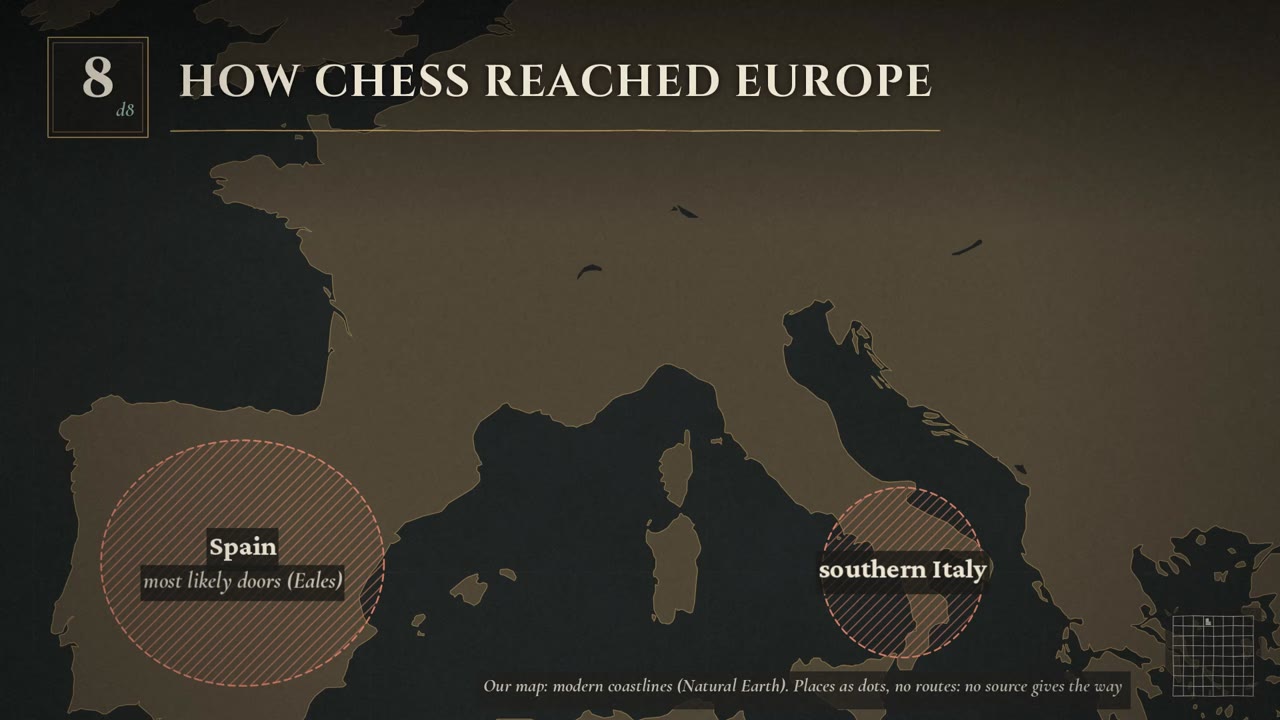 8
d8
HOW CHESS REACHED EUROPE
Spain
most likely doors (Eales)
southern Italy
Our map: modern coastlines (Natural Earth). Places as dots, no routes: no source gives the way